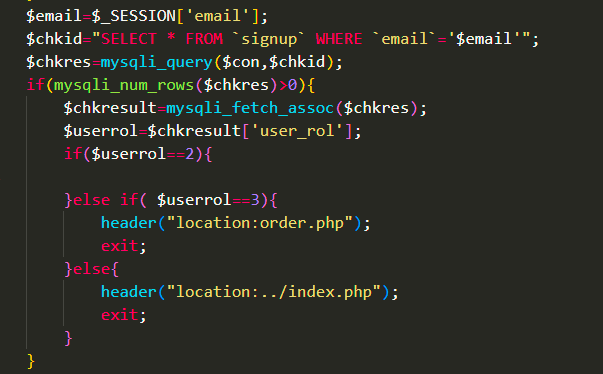 $email=$_SESSION['email'];
$chkid="SELECT * FROM `signup` WHERE `email`='$email'";
$chkres=mysqli_query($con,$chkid);
if(mysqli_num_rows($chkres)>0){
$chkresult=mysqli_fetch_assoc($chkres);
$userrol=$chkresult['user_rol'];
if($userrol==2){
}else if( $userrol==3){
header("location:order.php");
exit;
}else{
header("location:../index.php");
exit;
}
}